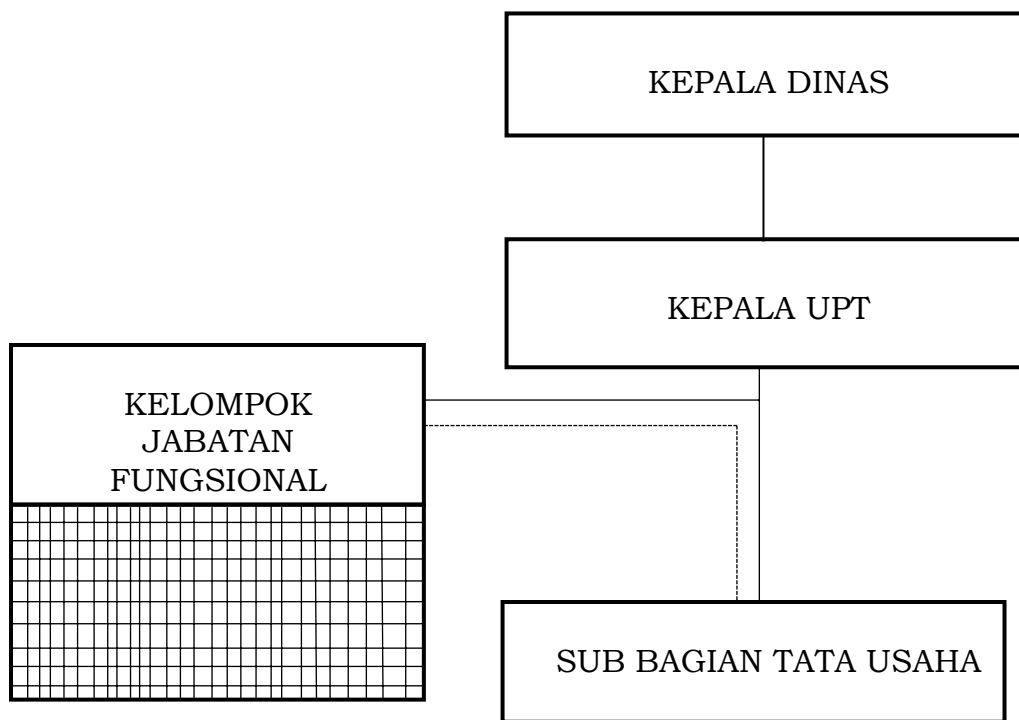 KEPALA DINAS
KEPALA UPT
KELOMPOK
JABATAN
FUNGSIONAL
SUB BAGIAN TATA USAHA